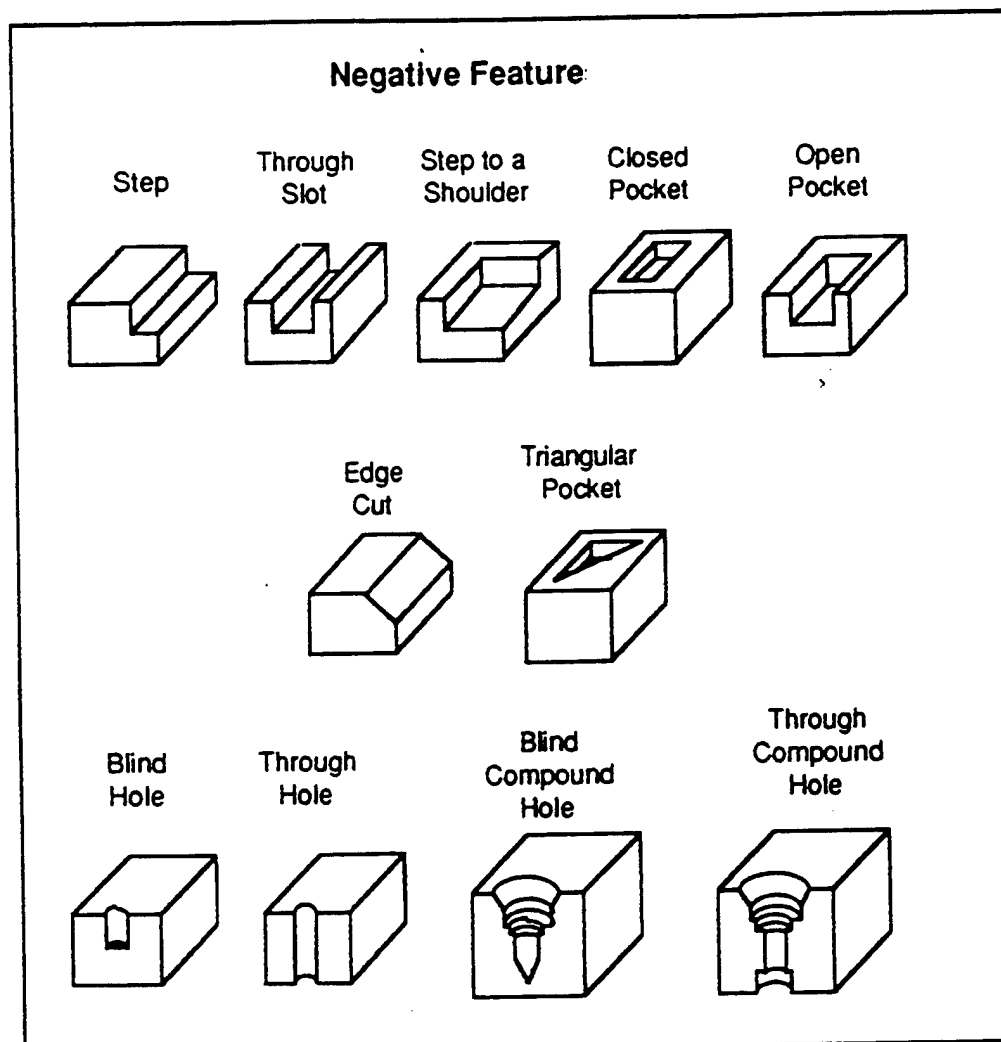 Negative Feature
Step
Through
Slot
Step to a
Shoulder
Closed
Pocket
Open
Pocket
Edge
Cut
Triangular
Pocket
Blind
Hole
Through
Hole
Blind
Compound
Hole
Through
Compound
Hole